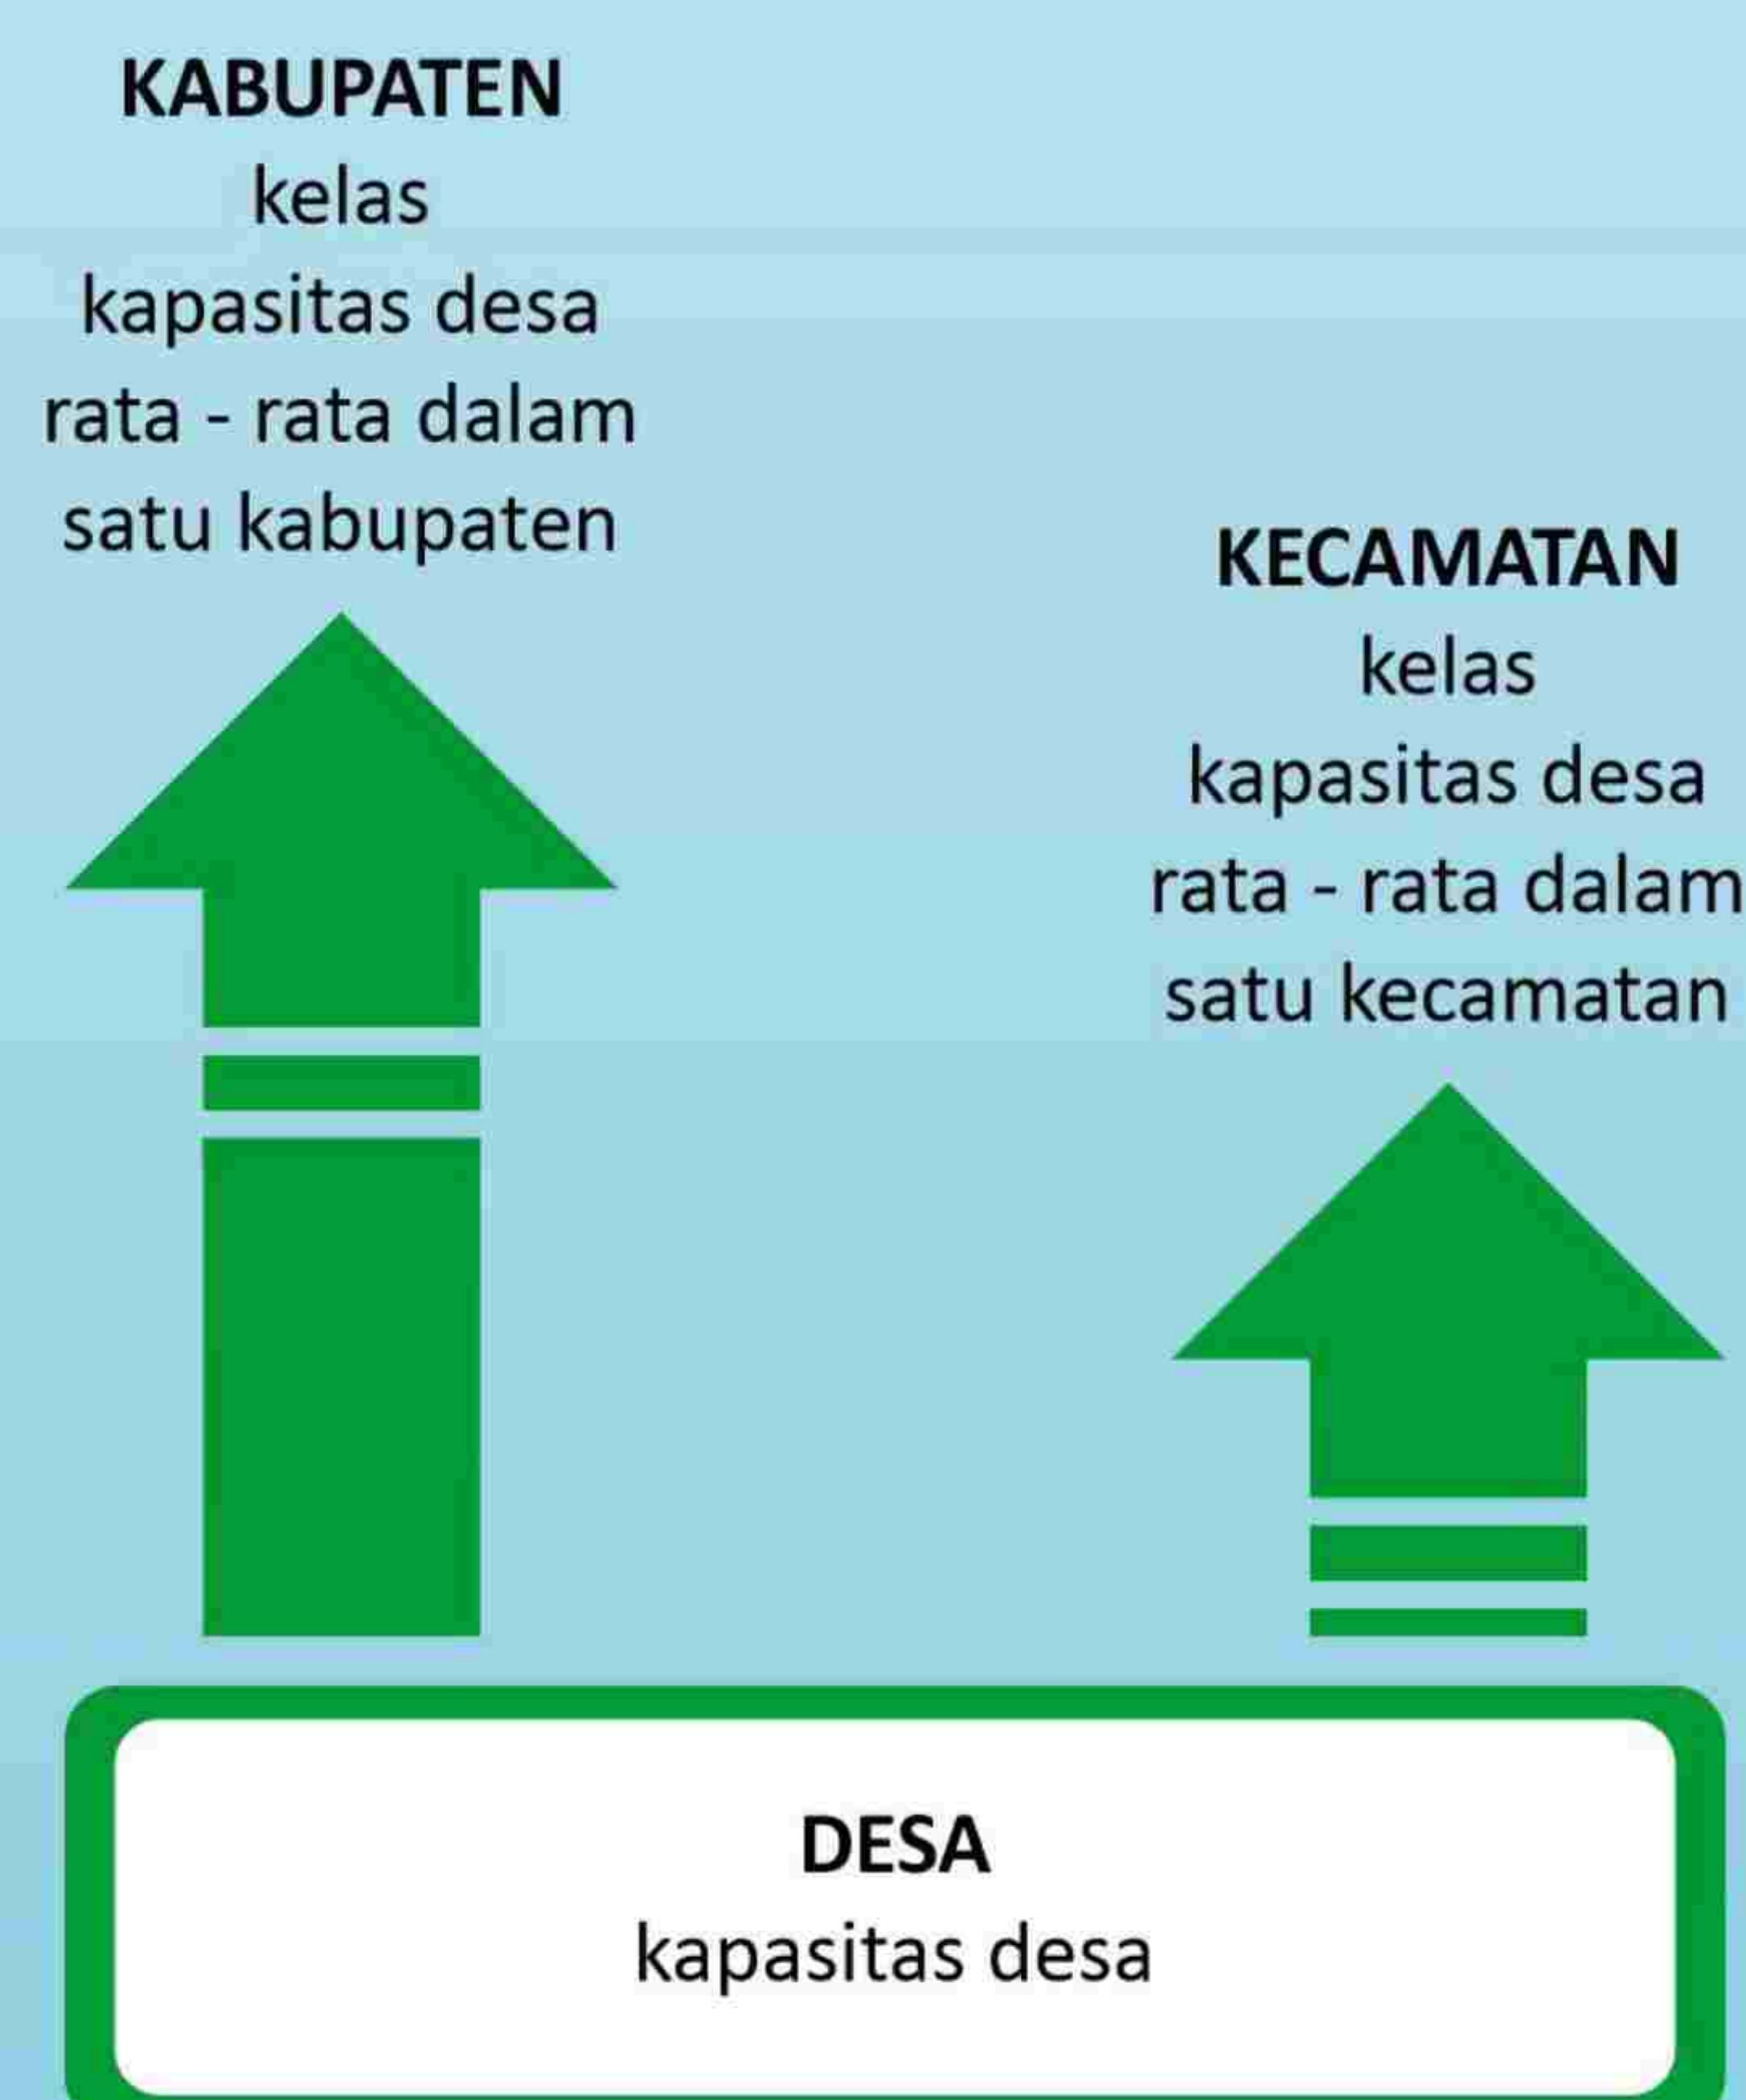 KABUPATEN
kelas
kapasitas desa
rata - rata dalam
satu kabupaten
KECAMATAN
kelas
kapasitas desa
rata - rata dalam
satu kecamatan
DESA
kapasitas desa